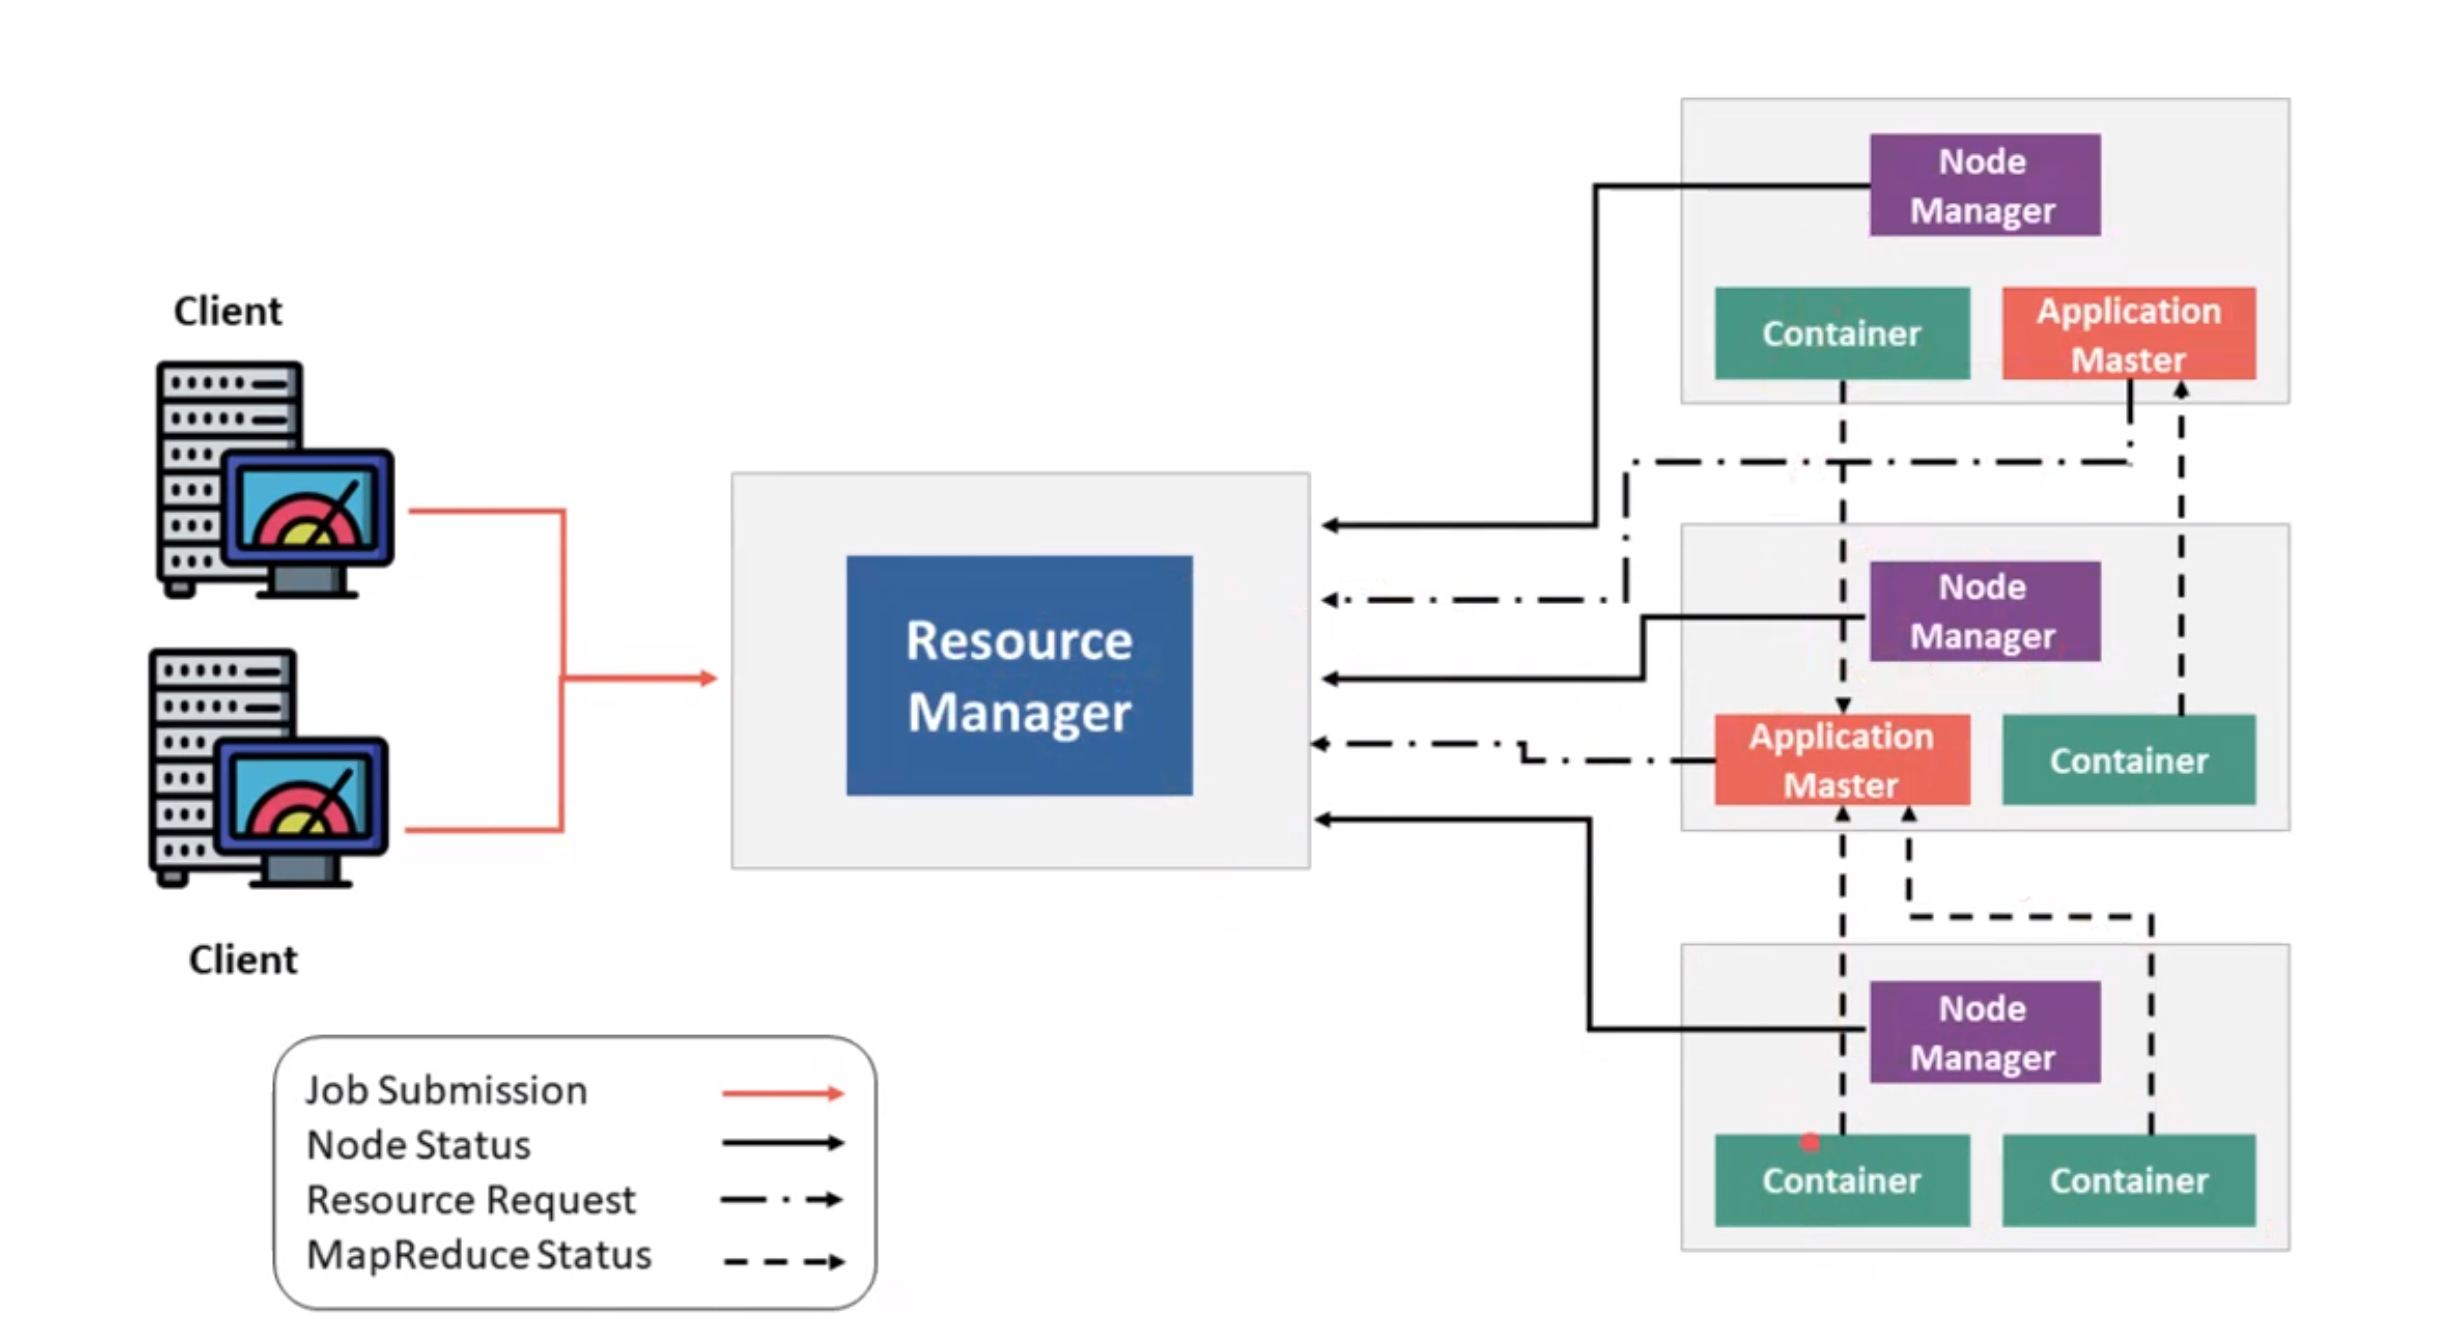 Client
Client
Job Submission
Node Status
Resource Request
MapReduce Status
Resource
Manager
Node
Manager
Container
Application
Master
Node
Manager
Application
Master
Container
Node
Manager
Container
Container